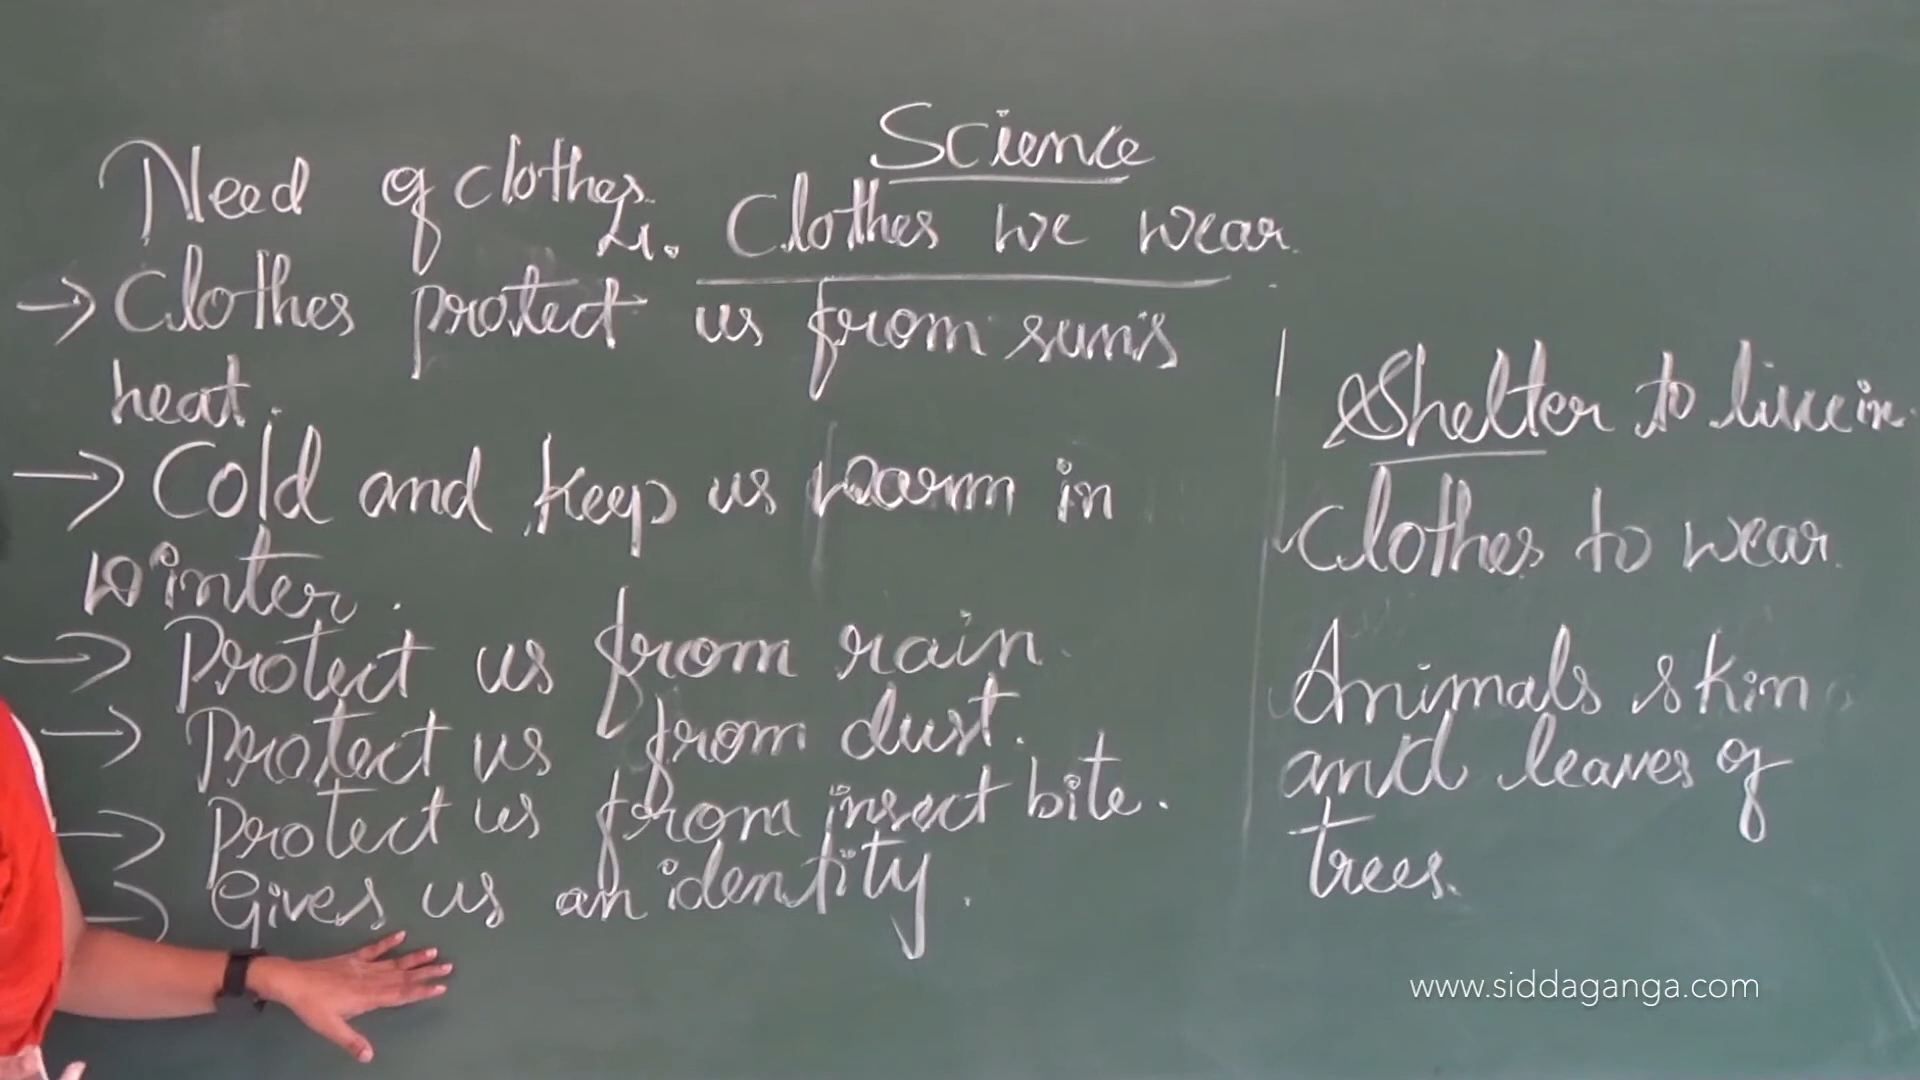 Science
4. Clothes we wear.
Need of clothes.
→ Clothes protect us from sun's
heat.
→ Cold and keep us warm in
winter.
→ Protect us from rain
→ Protect us from dust.
→ Protect us from insect bite.
→ Gives us an identity.
Shelter to live in.
Clothes to wear.
Animals skin
and leaves of
trees.
www.siddaganga.com